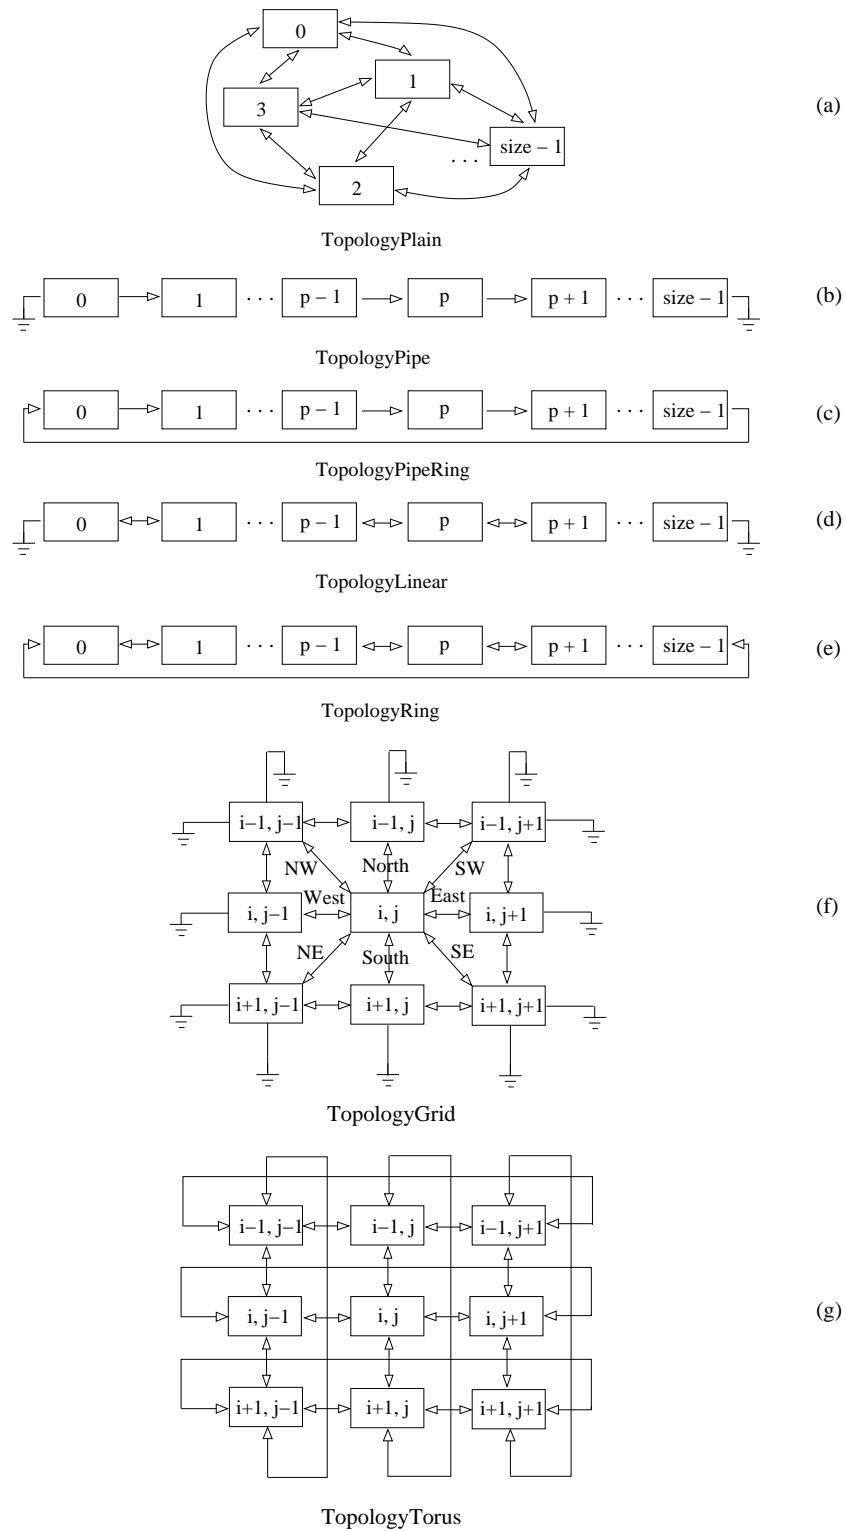 0
1
(a)
3
size − 1
. . .
2
TopologyPlain
0 1 . . . p − 1 p p + 1 . . . size − 1 (b)
TopologyPipe
0 1 . . . p − 1 p p + 1 . . . size − 1 (c)
TopologyPipeRing
0 1 . . . p − 1 p p + 1 . . . size − 1 (d)
TopologyLinear
0 1 . . . p − 1 p p + 1 . . . size − 1 (e)
TopologyRing
i−1, j−1 i−1, j i−1, j+1
NW North SW
West East
i, j−1 i, j i, j+1 (f)
NE South SE
i+1, j−1 i+1, j i+1, j+1
TopologyGrid
i−1, j−1 i−1, j i−1, j+1
i, j−1 i, j i, j+1 (g)
i+1, j−1 i+1, j i+1, j+1
TopologyTorus